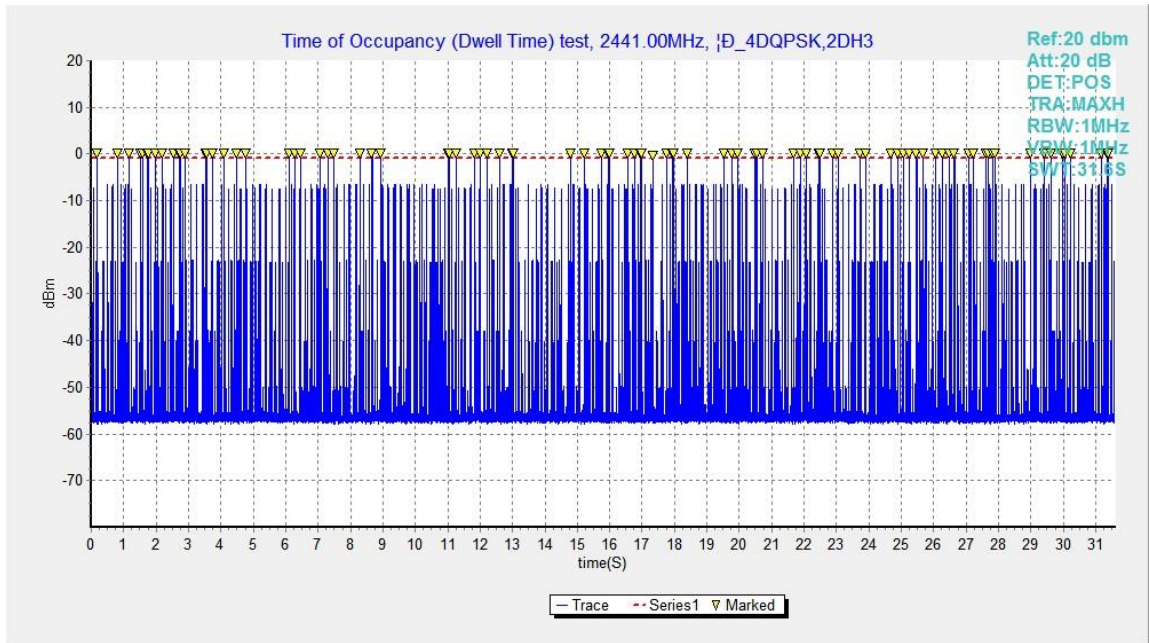 Time of Occupancy (Dwell Time) test, 2441.00MHz, ¦Ð_4DQPSK,2DH3
Ref:20 dbm
Att:20 dB
DET:POS
TRA:MAXH
RBW:1MHz
VBW:1MHz
SWT:31.6S
20
10
0
-10
-20
-30
-40
-50
-60
-70
dBm
0 1 2 3 4 5 6 7 8 9 10 11 12 13 14 15 16 17 18 19 20 21 22 23 24 25 26 27 28 29 30 31
time(S)
Trace Series1 Marked